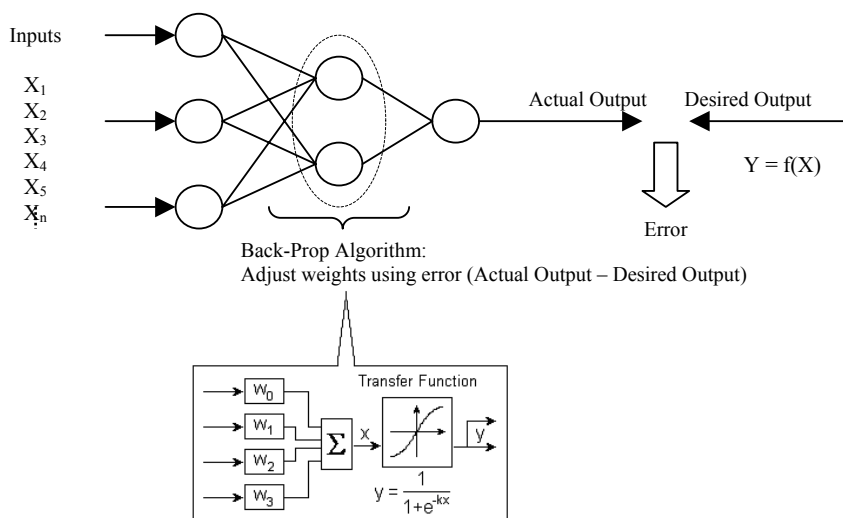 Inputs
X1
X2
X3
X4
X5
Xn
Actual Output
Desired Output
Y = f(X)
Error
Back-Prop Algorithm:
Adjust weights using error (Actual Output – Desired Output)
Transfer Function
W0
W1
W2
W3
Σ
x
y
y = 1 / 1+e^-kx